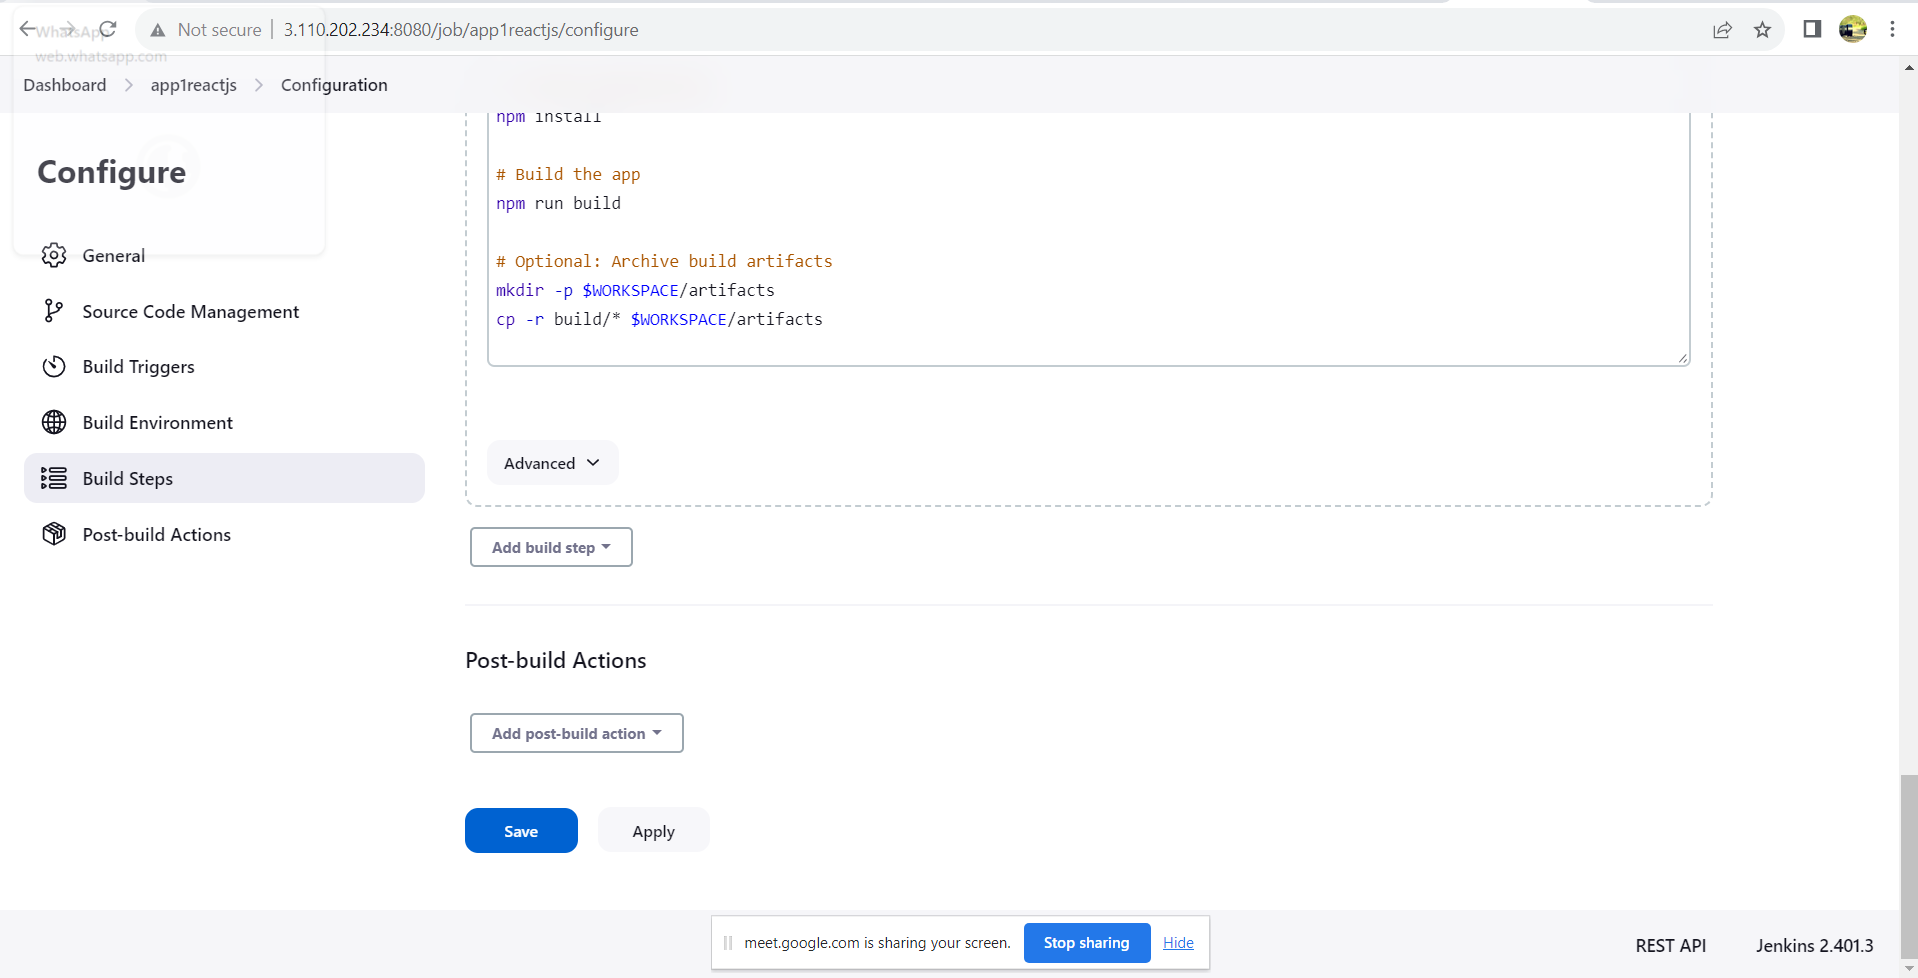 Not secure
3.110.202.234:8080/job/app1reactjs/configure
WhatsApp
web.whatsapp.com
Dashboard
app1reactjs
Configuration
Configure
General
Source Code Management
Build Triggers
Build Environment
Build Steps
Post-build Actions
npm install
# Build the app
npm run build
# Optional: Archive build artifacts
mkdir -p $WORKSPACE/artifacts
cp -r build/* $WORKSPACE/artifacts
Advanced
Add build step
Post-build Actions
Add post-build action
Save
Apply
meet.google.com is sharing your screen.
Stop sharing
Hide
REST API
Jenkins 2.401.3